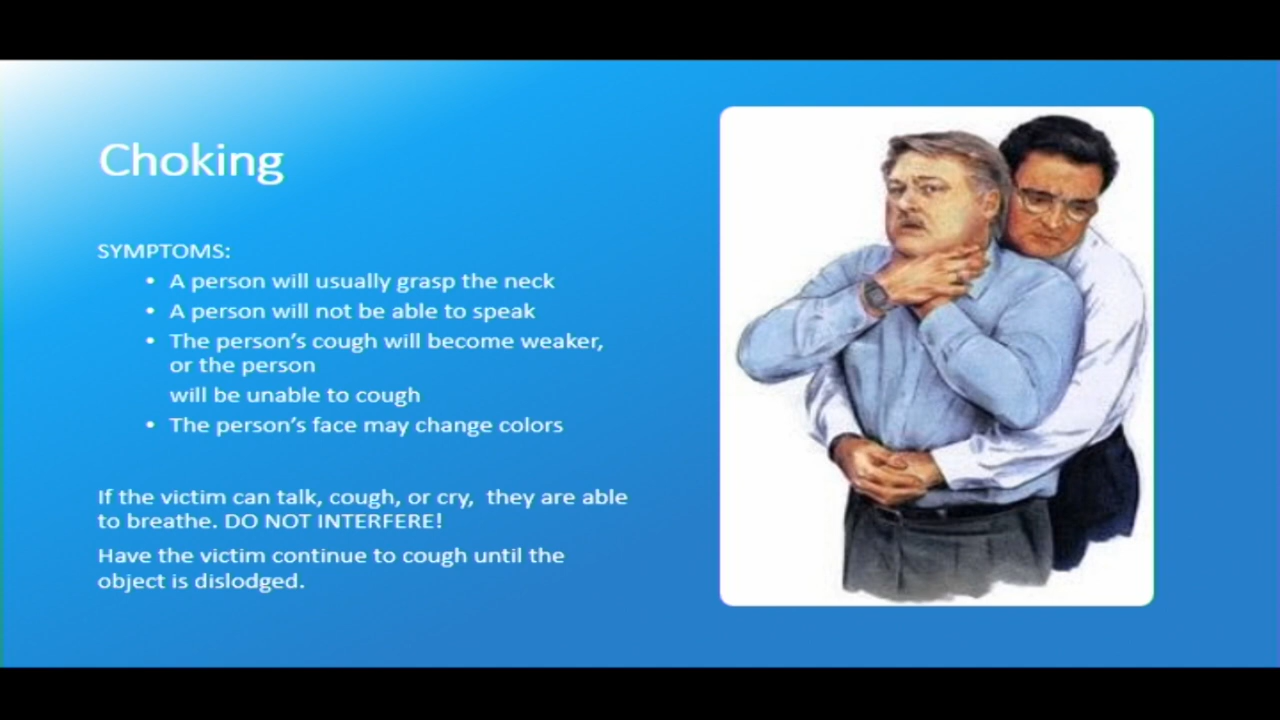 Choking
SYMPTOMS:
• A person will usually grasp the neck
• A person will not be able to speak
• The person’s cough will become weaker,
or the person
will be unable to cough
• The person’s face may change colors
If the victim can talk, cough, or cry,  they are able
to breathe. DO NOT INTERFERE!
Have the victim continue to cough until the
object is dislodged.